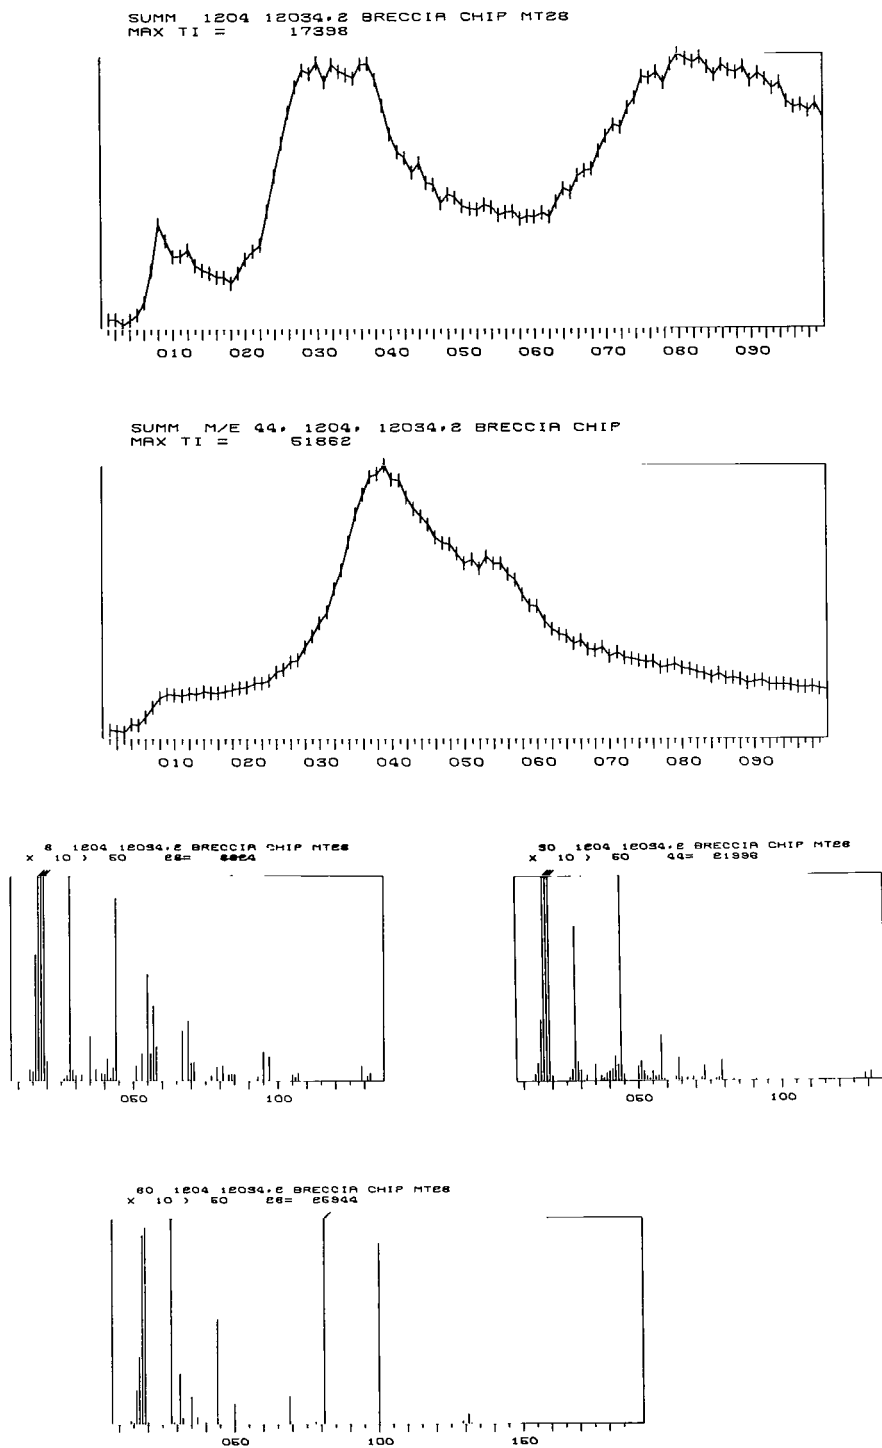 SUMM 1204 12034,2 BRECCIA CHIP MT28
MAX TI = 17398
010 020 030 040 050 060 070 080 090
SUMM M/E 44, 1204, 12034,2 BRECCIA CHIP
MAX TI = 51862
010 020 030 040 050 060 070 080 090
8 1204 12034,2 BRECCIA CHIP MT28
X 10 > 50 28=
050 100
30 1204 12034,2 BRECCIA CHIP MT28
X 10 > 50 44= 21998
050 100
80 1204 12034,2 BRECCIA CHIP MT28
X 10 > 50 28= 25944
050 100 150